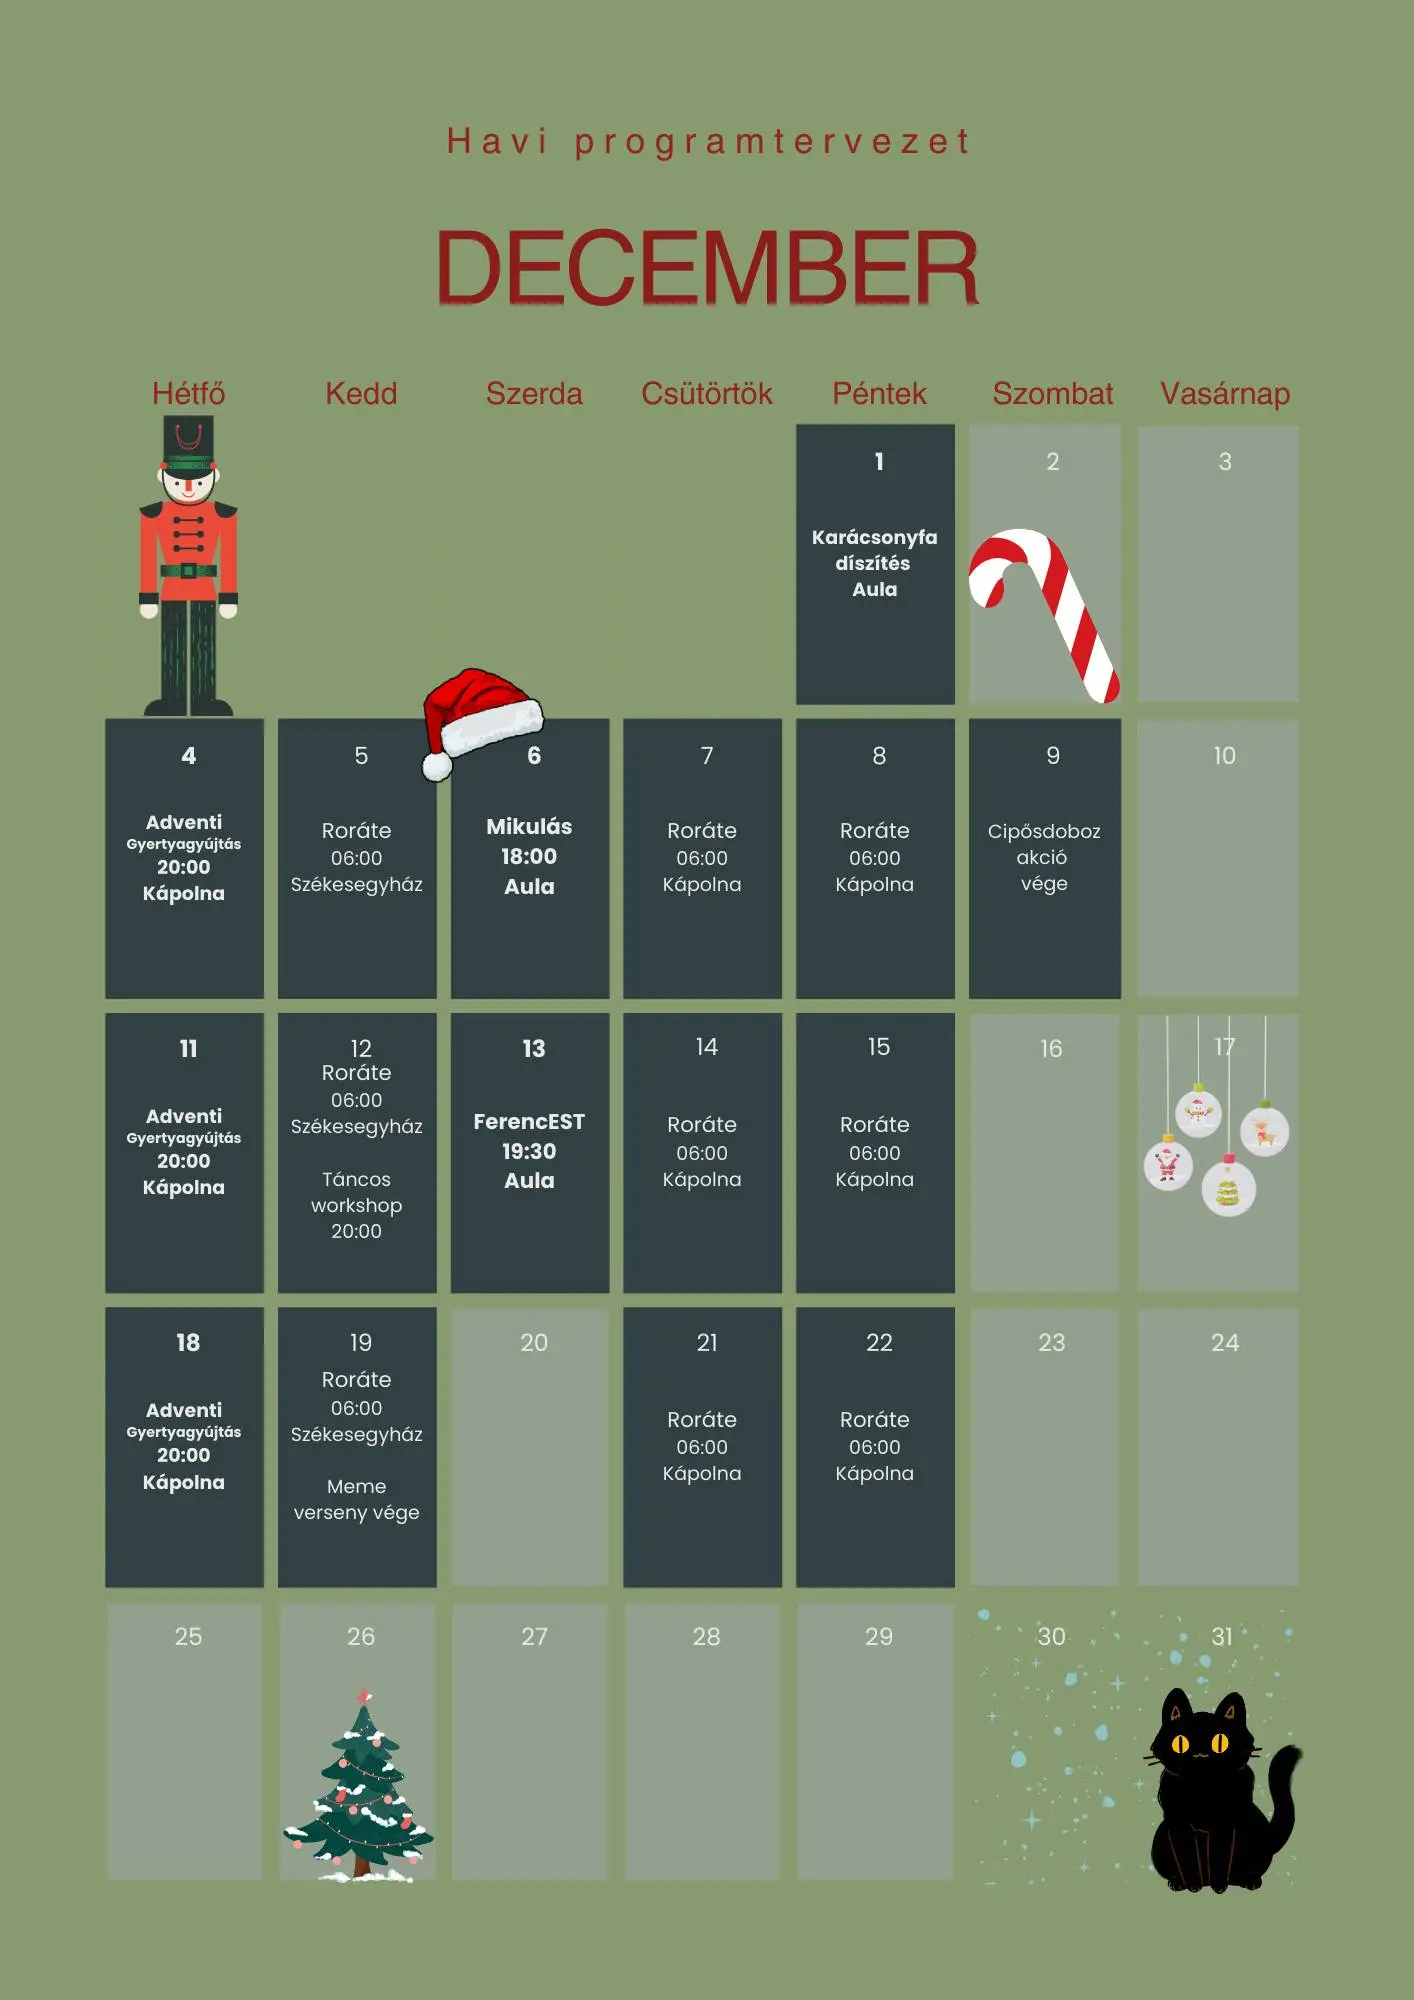 Havi programtervezet
DECEMBER
Hétfő Kedd Szerda Csütörtök Péntek Szombat Vasárnap
1
Karácsonyfa
díszítés
Aula
2
3
4
Adventi
Gyertyagyújtás
20:00
Kápolna
5
Roráte
06:00
Székesegyház
6
Mikulás
18:00
Aula
7
Roráte
06:00
Kápolna
8
Roráte
06:00
Kápolna
9
Cipősdoboz
akció
vége
10
11
Adventi
Gyertyagyújtás
20:00
Kápolna
12
Roráte
06:00
Székesegyház
Táncos
workshop
20:00
13
FerencEST
19:30
Aula
14
Roráte
06:00
Kápolna
15
Roráte
06:00
Kápolna
16
17
18
Adventi
Gyertyagyújtás
20:00
Kápolna
19
Roráte
06:00
Székesegyház
Meme
verseny vége
20
21
Roráte
06:00
Kápolna
22
Roráte
06:00
Kápolna
23
24
25
26
27
28
29
30
31